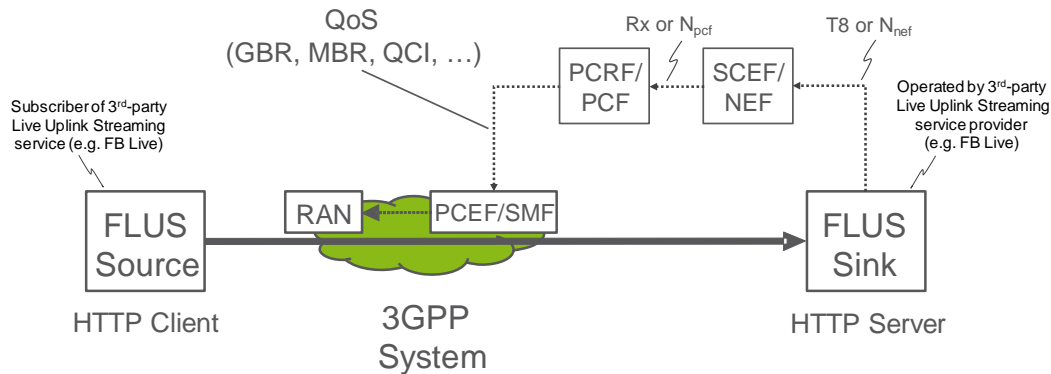 QoS
(GBR, MBR, QCI, …)
Rx or Npcf
T8 or Nnef
PCRF/
PCF
SCEF/
NEF
Subscriber of 3rd-party
Live Uplink Streaming
service (e.g. FB Live)
Operated by 3rd-party
Live Uplink Streaming
service provider
(e.g. FB Live)
FLUS
Source
RAN
PCEF/SMF
FLUS
Sink
HTTP Client
3GPP
System
HTTP Server